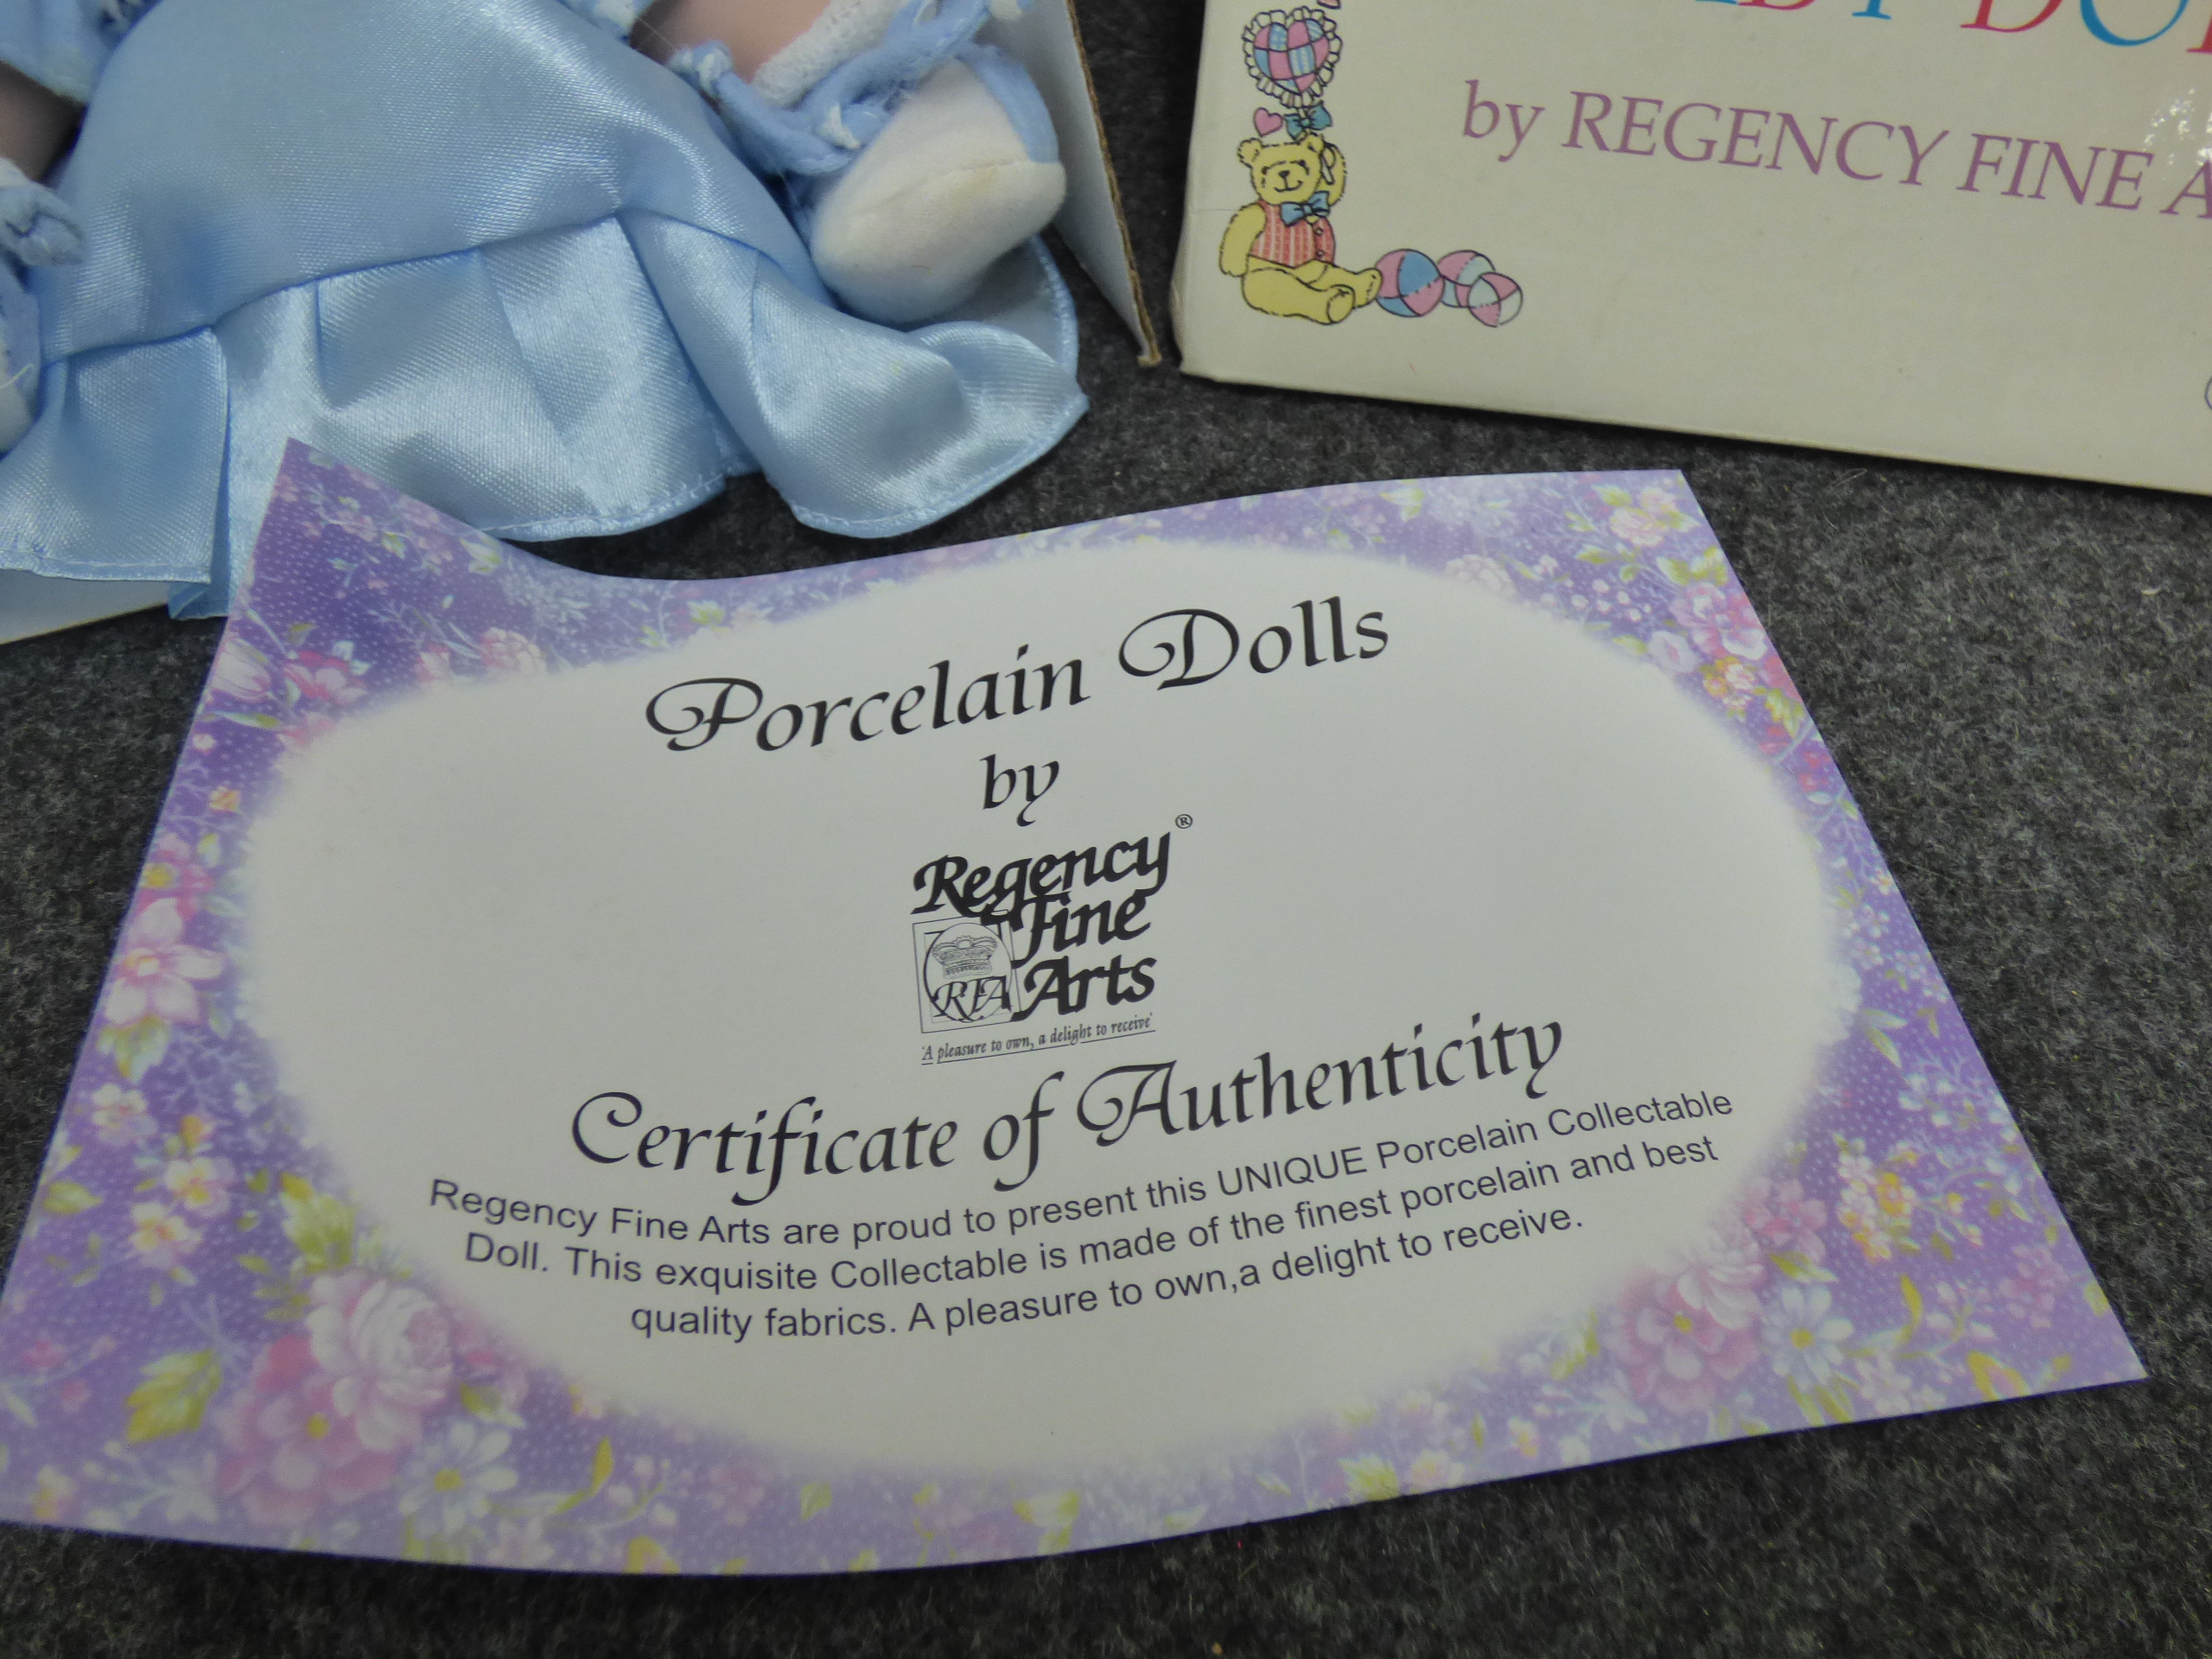 by REGENCY FINE
Porcelain Dolls
by
Regency®
Fine
Arts
RFA
'A pleasure to own, a delight to receive'
Certificate of Authenticity
Regency Fine Arts are proud to present this UNIQUE Porcelain Collectable
Doll. This exquisite Collectable is made of the finest porcelain and best
quality fabrics. A pleasure to own,a delight to receive.